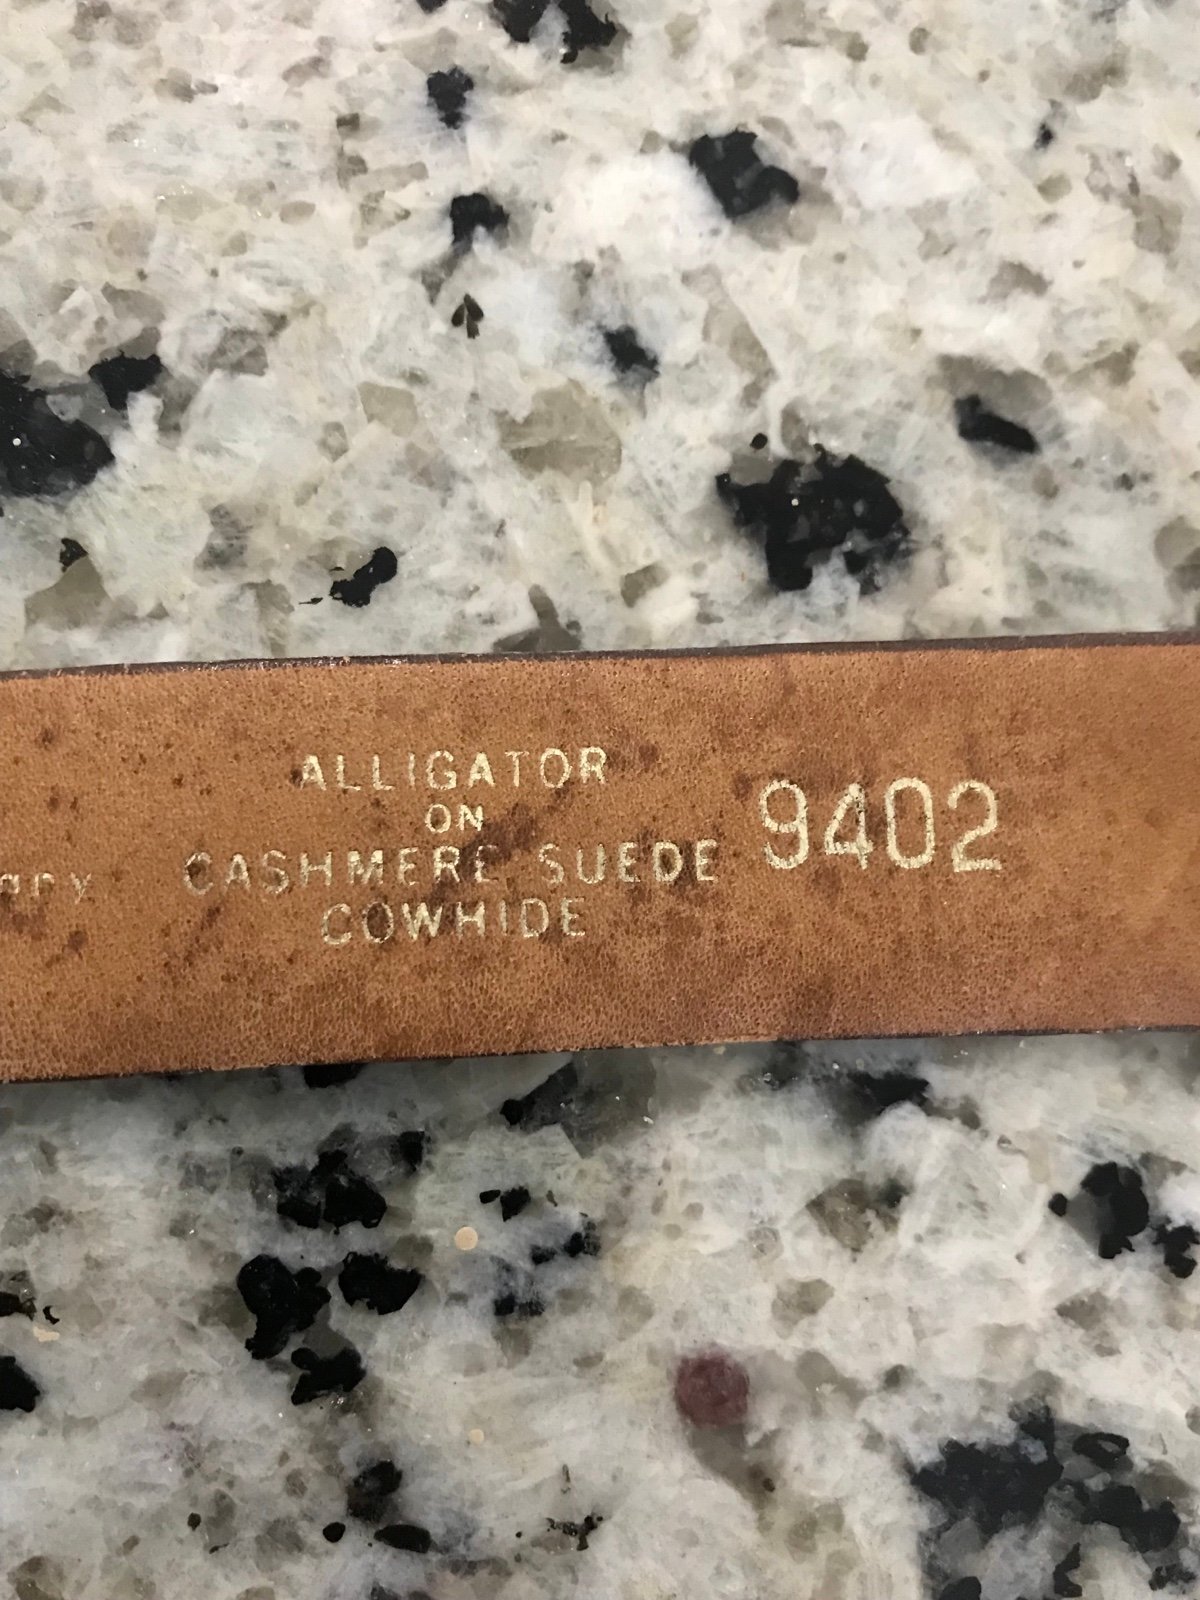 ALLIGATOR
ON
CASHMERE SUEDE
COWHIDE
9402